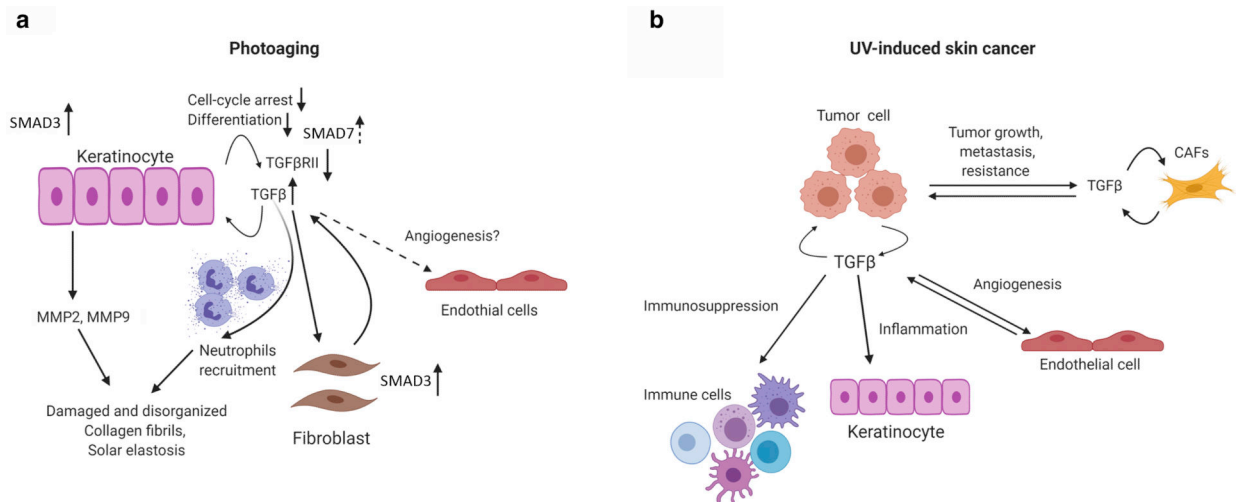 a
Photoaging
Cell-cycle arrest
Differentiation
SMAD3
SMAD7
Keratinocyte
TGFβRII
TGFβ
Angiogenesis?
Endothial cells
MMP2, MMP9
Neutrophils
recruitment
SMAD3
Damaged and disorganized
Collagen fibrils,
Solar elastosis
Fibroblast
b
UV-induced skin cancer
Tumor cell
Tumor growth,
metastasis,
resistance
CAFs
TGFβ
TGFβ
Immunosuppression
Angiogenesis
Inflammation
Endothelial cell
Immune cells
Keratinocyte